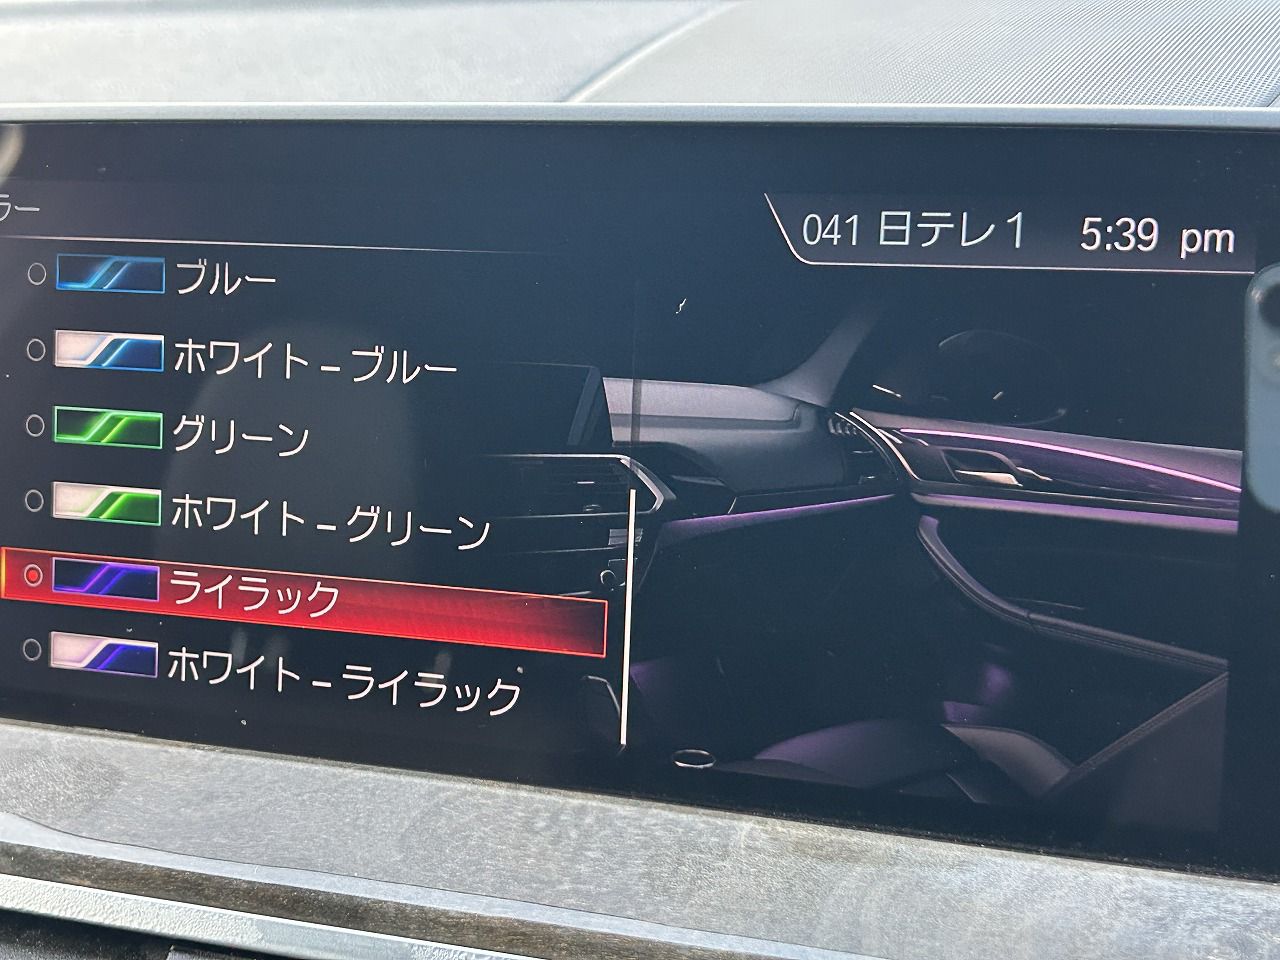 ラー
041 日テレ1 5:39 pm
ブルー
ホワイト–ブルー
グリーン
ホワイト–グリーン
ライラック
ホワイト–ライラック